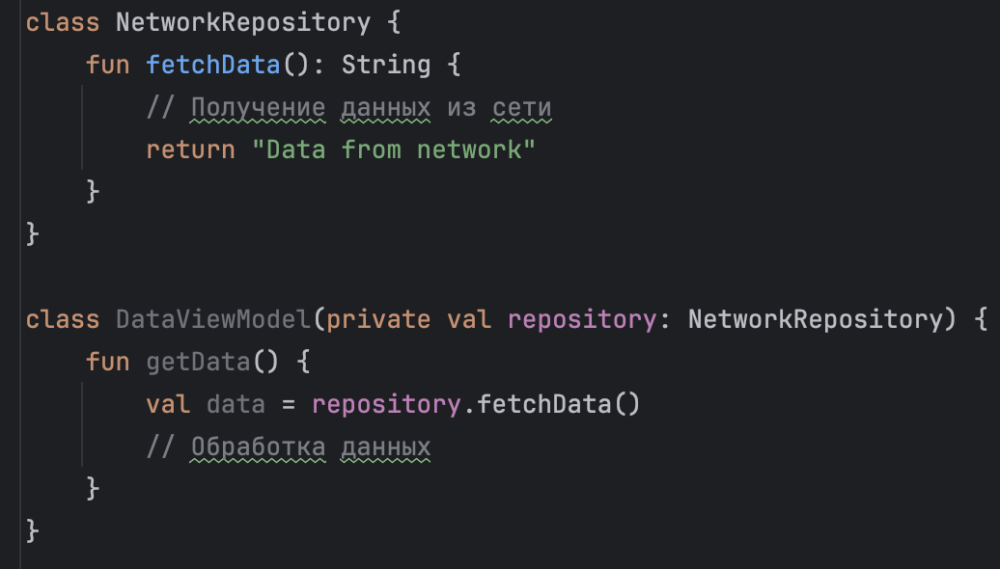 class NetworkRepository {
    fun fetchData(): String {
        // Получение данных из сети
        return "Data from network"
    }
}

class DataViewModel(private val repository: NetworkRepository) {
    fun getData() {
        val data = repository.fetchData()
        // Обработка данных
    }
}